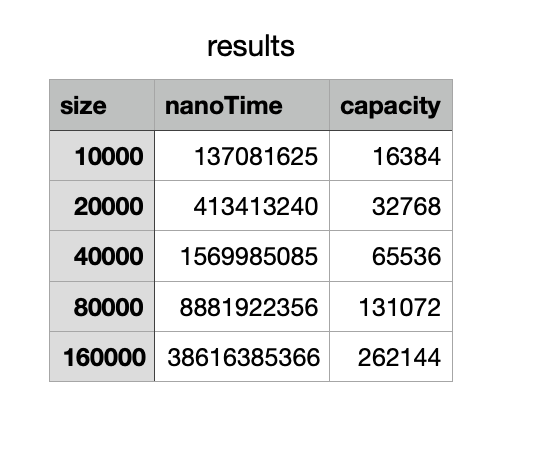 results
size nanoTime capacity
10000 137081625 16384
20000 413413240 32768
40000 1569985085 65536
80000 8881922356 131072
160000 38616385366 262144